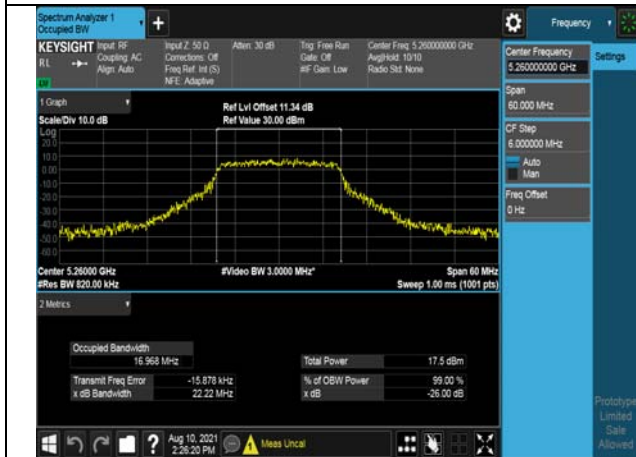 Spectrum Analyzer 1
Occupied BW
Frequency
KEYSIGHT
RL
Input: RF
Coupling: AC
Align: Auto
Input Z: 50 Ω
Corrections: Off
Freq Ref: Int (S)
NFE: Adaptive
Atten: 30 dB
Trig: Free Run
Gate: Off
#IF Gain: Low
Center Freq: 5.260000000 GHz
Avg|Hold: 10/10
Radio Std: None
1 Graph
Scale/Div 10.0 dB
Ref Lvl Offset 11.34 dB
Ref Value 30.00 dBm
Log
20.0
10.0
0.00
-10.0
-20.0
-30.0
-40.0
-50.0
-60.0
Center 5.26000 GHz
#Video BW 3.0000 MHz*
Span 60 MHz
#Res BW 820.00 kHz
Sweep 1.00 ms (1001 pts)
2 Metrics
Occupied Bandwidth
16.968 MHz
Total Power 17.5 dBm
Transmit Freq Error -15.878 kHz
% of OBW Power 99.00 %
x dB Bandwidth 22.22 MHz
x dB -26.00 dB
Aug 10, 2021
2:26:20 PM
Meas Uncal
Center Frequency
5.260000000 GHz
Settings
Span
60.000 MHz
CF Step
6.000000 MHz
Auto
Man
Freq Offset
0 Hz
Prototype
Limited
Sale
Allowed